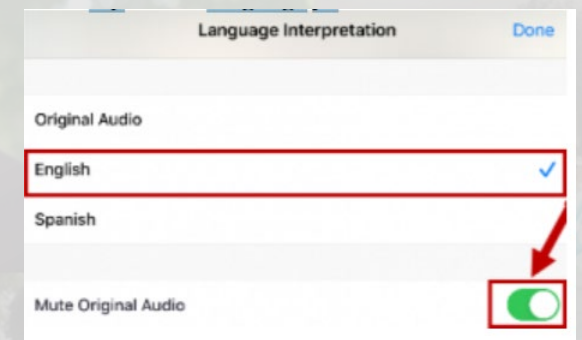 Language Interpretation Done
Original Audio
English
Spanish
Mute Original Audio